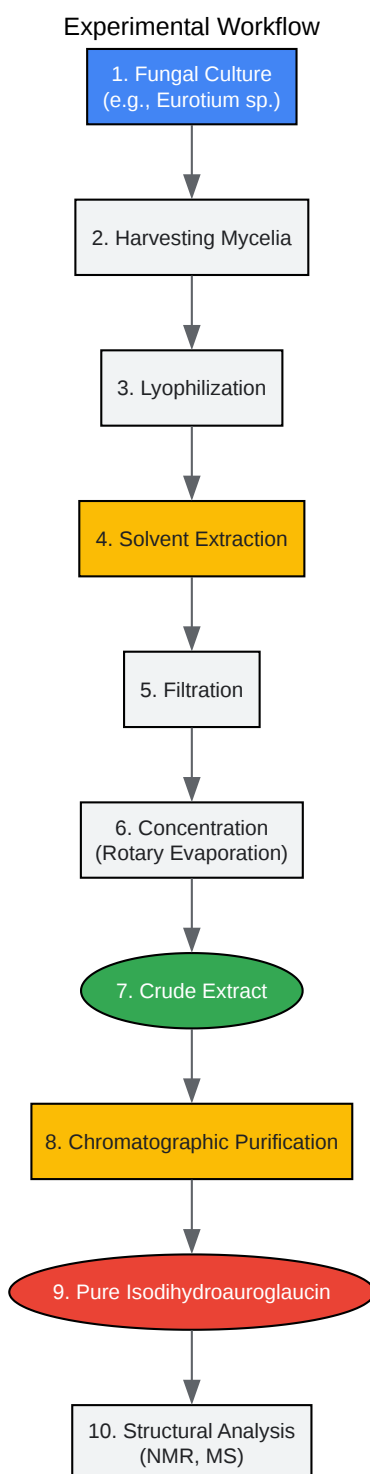 Experimental Workflow
1. Fungal Culture
(e.g., Eurotium sp.)
2. Harvesting Mycelia
3. Lyophilization
4. Solvent Extraction
5. Filtration
6. Concentration
(Rotary Evaporation)
7. Crude Extract
8. Chromatographic Purification
9. Pure Isodihydroauroglaucin
10. Structural Analysis
(NMR, MS)